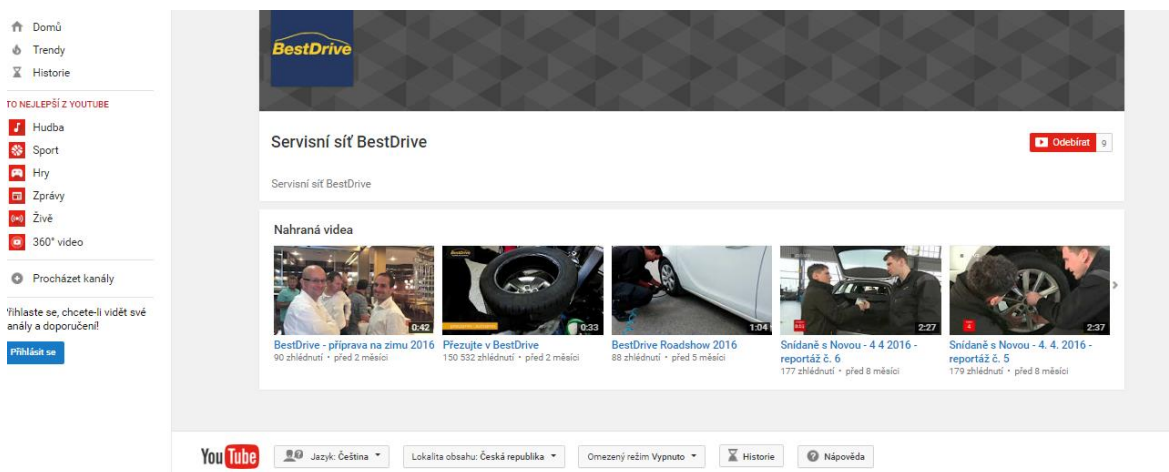 Domů
Trendy
Historie
TO NEJLEPŠÍ Z YOUTUBE
Hudba
Sport
Hry
Zprávy
Živě
360° video
Procházet kanály
řihlaste se, chcete-li vidět své
anály a doporučení!
Přihlásit se
BestDrive
Servisní síť BestDrive
Odebírat 9
Servisní síť BestDrive
Nahraná videa
0:42
0:33
1:04
2:27
2:37
BestDrive - příprava na zimu 2016
90 zhlédnutí • před 2 měsíci
Přezujte v BestDrive
150 532 zhlédnutí • před 2 měsíci
BestDrive Roadshow 2016
88 zhlédnutí • před 5 měsíci
Snídaně s Novou - 4 4 2016 -
reportáž č. 6
177 zhlédnutí • před 8 měsíci
Snídaně s Novou - 4. 4. 2016 -
reportáž č. 5
179 zhlédnutí • před 8 měsíci
YouTube
Jazyk: Čeština
Lokalita obsahu: Česká republika
Omezený režim Vypnuto
Historie
Nápověda